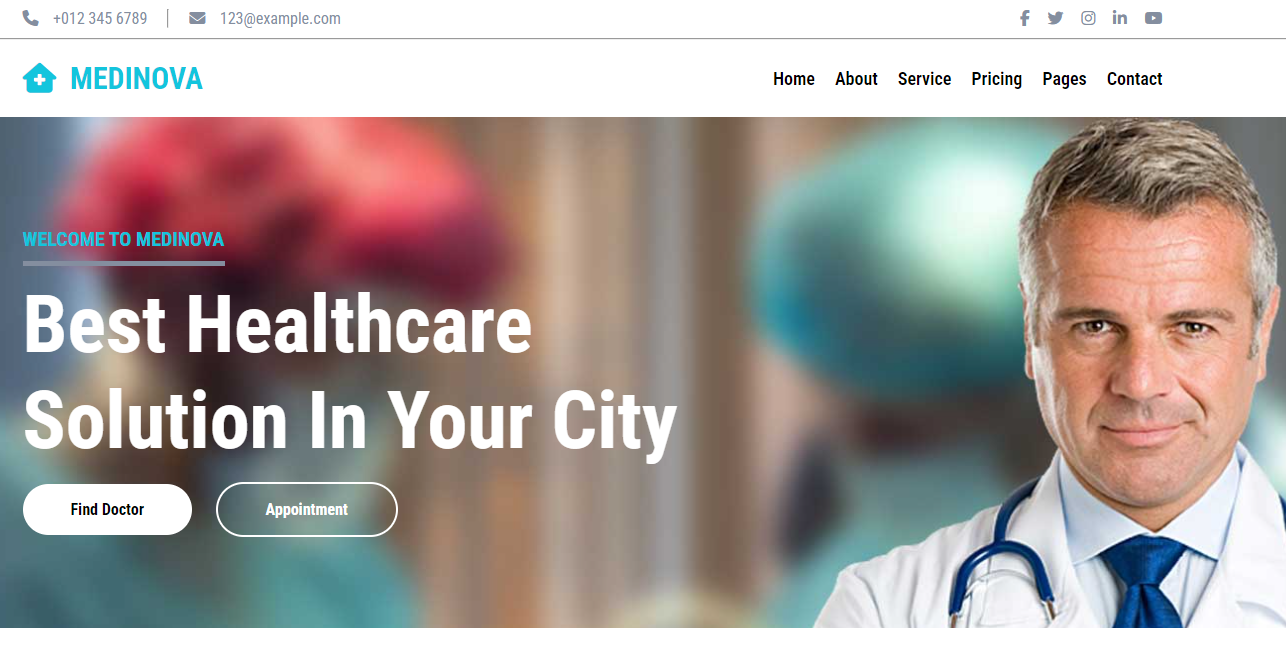 +012 345 6789 | 123@example.com
MEDINOVA
Home About Service Pricing Pages Contact
WELCOME TO MEDINOVA
Best Healthcare
Solution In Your City
Find Doctor
Appointment